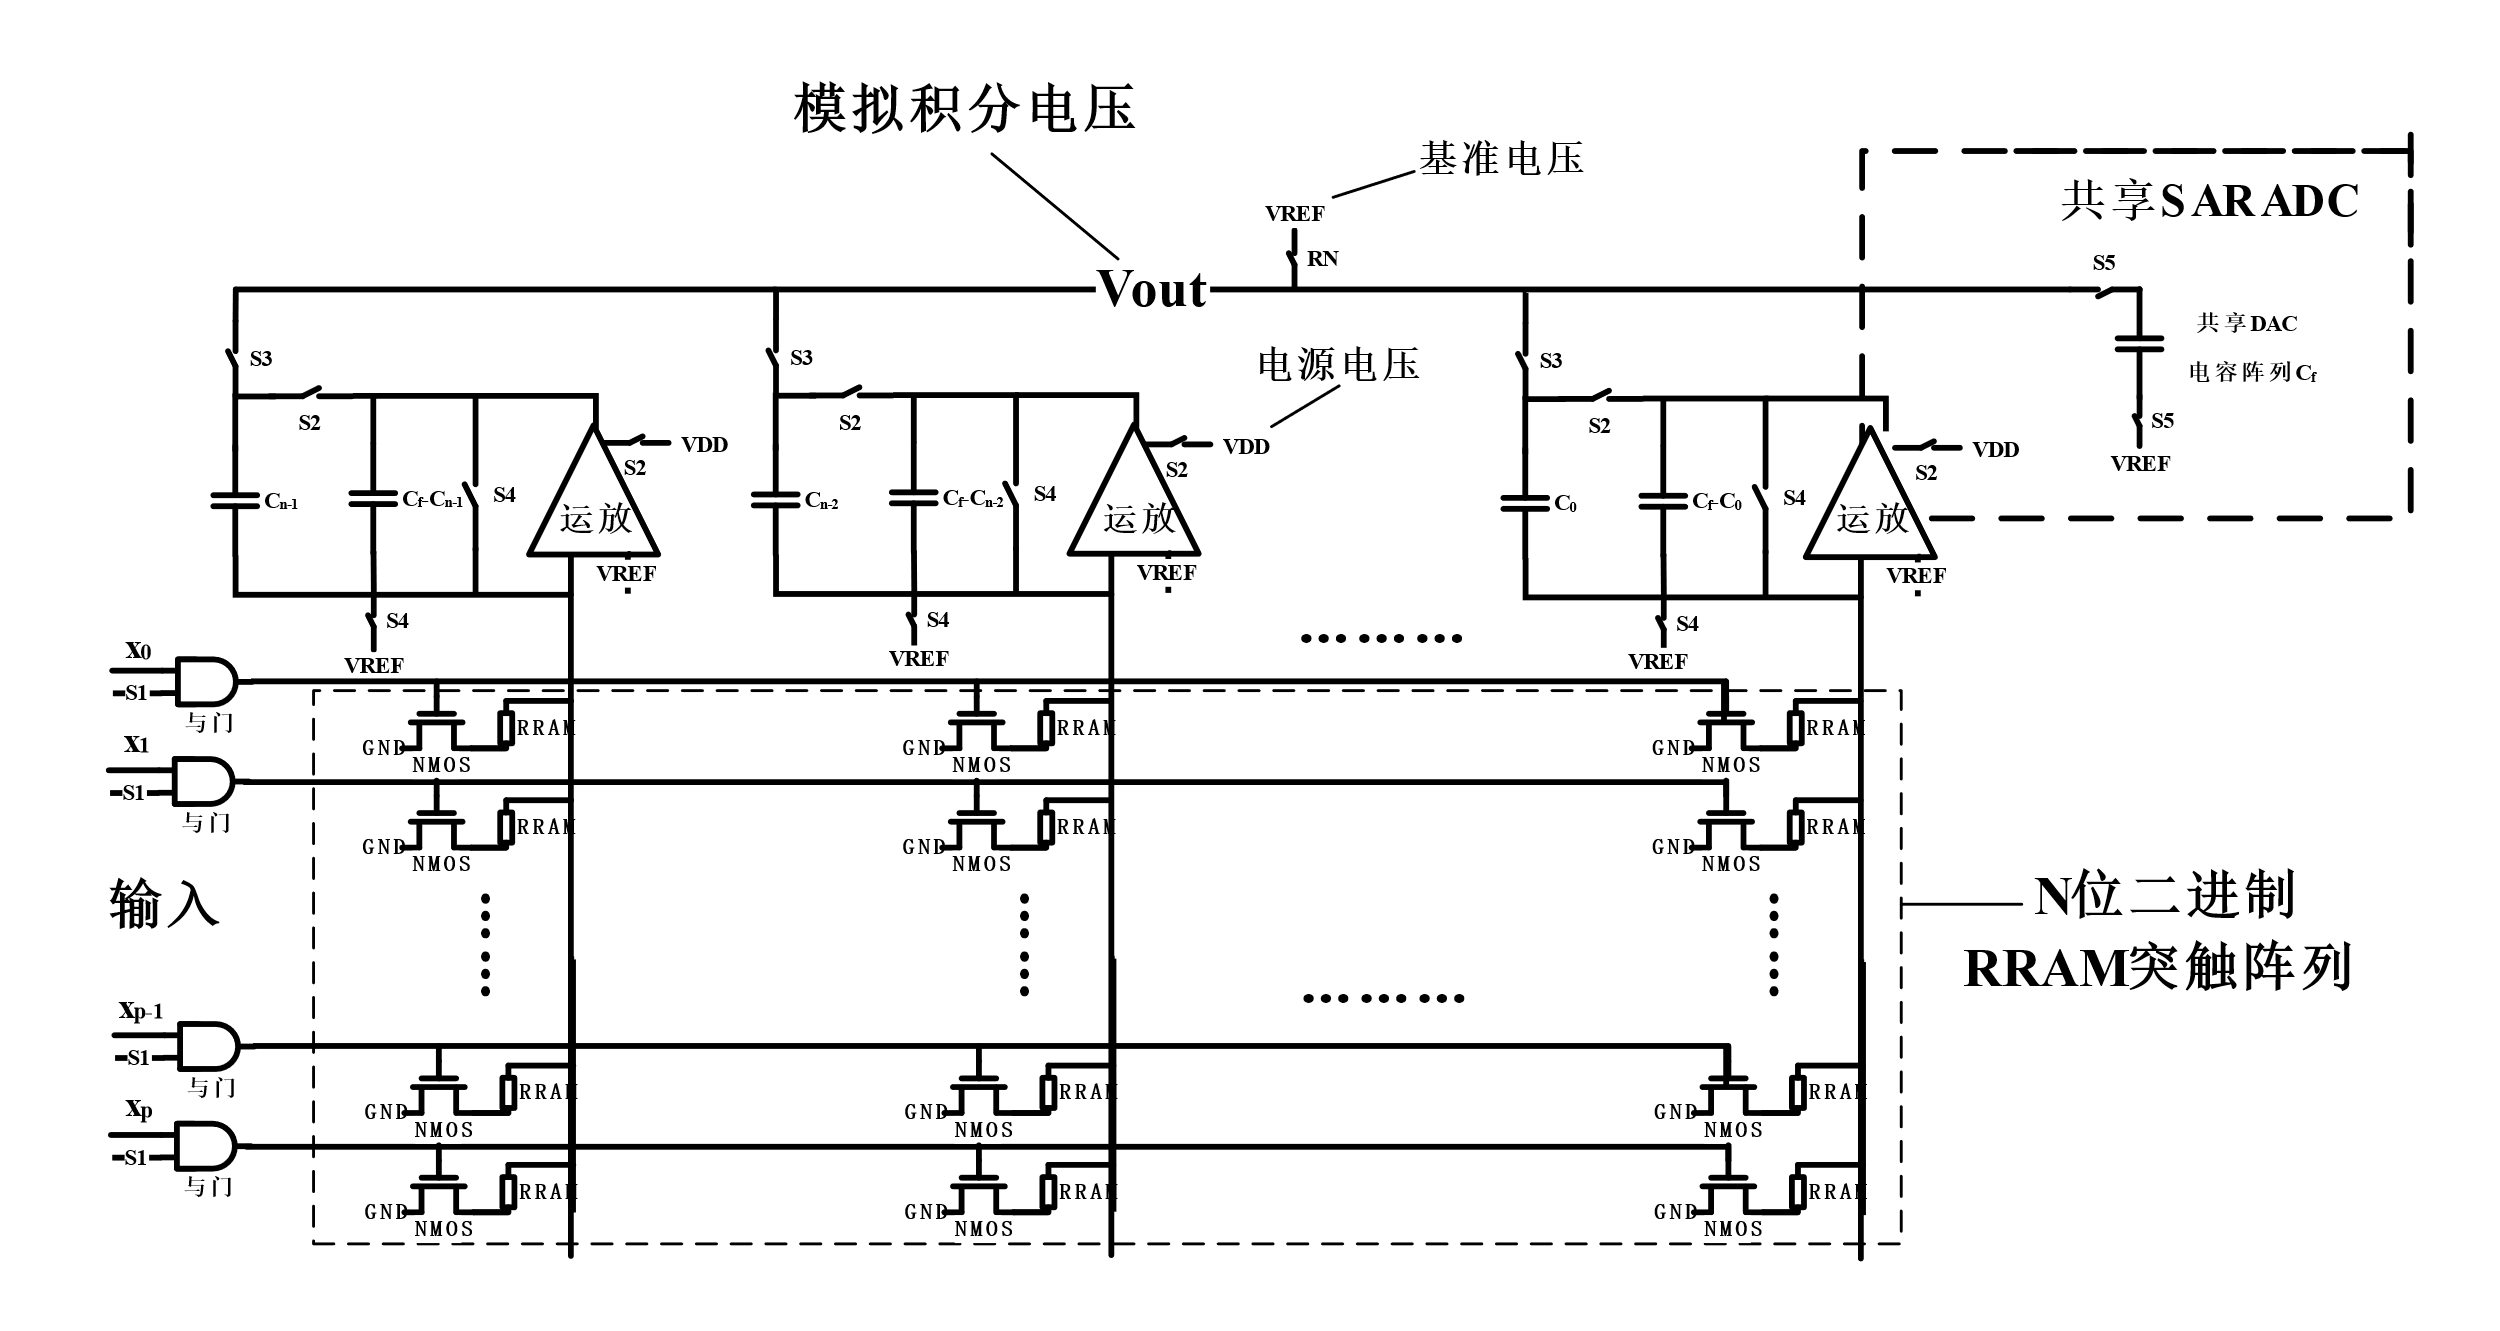 模拟积分电压
基准电压
VREF
RN
共享SAR ADC
Vout
S5
共享DAC
电容阵列Cf
S5
VREF
电源电压
S3
S3
S3
S2
S2
S2
S2
VDD
S2
VDD
S2
VDD
Cn-1
Cf-Cn-1
S4
运放
Cn-2
Cf-Cn-2
S4
运放
C0
Cf-C0
S4
运放
VREF
VREF
VREF
S4
S4
S4
VREF
VREF
VREF
X0
S1
与门
GND
NMOS
RRAM
GND
NMOS
RRAM
GND
NMOS
RRAM
X1
S1
与门
GND
NMOS
RRAM
GND
NMOS
RRAM
GND
NMOS
RRAM
输入
N位二进制
RRAM突触阵列
Xp-1
S1
与门
GND
NMOS
RRAM
GND
NMOS
RRAM
GND
NMOS
RRAM
Xp
S1
与门
GND
NMOS
RRAM
GND
NMOS
RRAM
GND
NMOS
RRAM